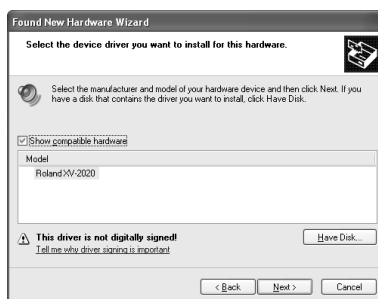 Found New Hardware Wizard
Select the device driver you want to install for this hardware.
Select the manufacturer and model of your hardware device and then click Next. If you
have a disk that contains the driver you want to install, click Have Disk.
Show compatible hardware
Model
Roland XV-2020
This driver is not digitally signed!
Tell me why driver signing is important
Have Disk...
< Back
Next >
Cancel